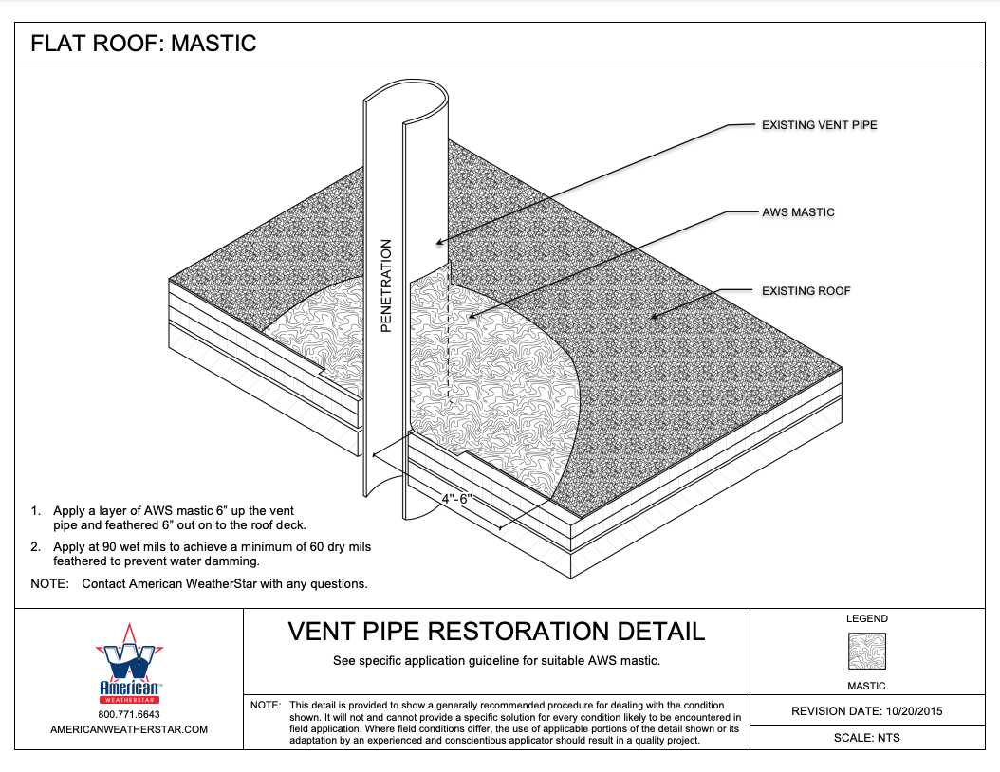 FLAT ROOF: MASTIC
EXISTING VENT PIPE
AWS MASTIC
EXISTING ROOF
PENETRATION
4"-6"
1. Apply a layer of AWS mastic 6” up the vent
pipe and feathered 6” out on to the roof deck.
2. Apply at 90 wet mils to achieve a minimum of 60 dry mils
feathered to prevent water damming.
NOTE: Contact American WeatherStar with any questions.
W
American™
WEATHERSTAR
800.771.6643
AMERICANWEATHERSTAR.COM
VENT PIPE RESTORATION DETAIL
See specific application guideline for suitable AWS mastic.
NOTE: This detail is provided to show a generally recommended procedure for dealing with the condition
shown. It will not and cannot provide a specific solution for every condition likely to be encountered in
field application. Where field conditions differ, the use of applicable portions of the detail shown or its
adaptation by an experienced and conscientious applicator should result in a quality project.
LEGEND
MASTIC
REVISION DATE: 10/20/2015
SCALE: NTS